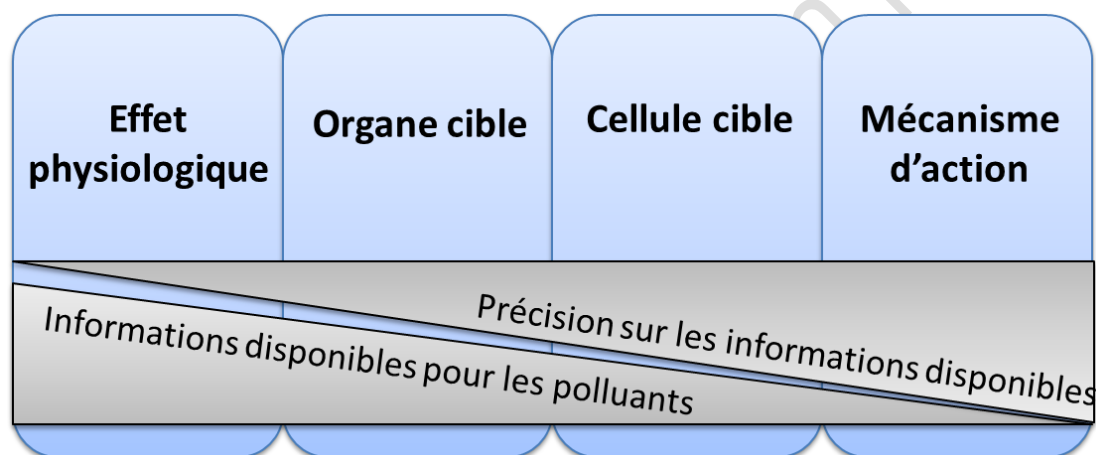 Effet
physiologique
Organe cible
Cellule cible
Mécanisme
d’action
Précision sur les informations disponibles
Informations disponibles pour les polluants